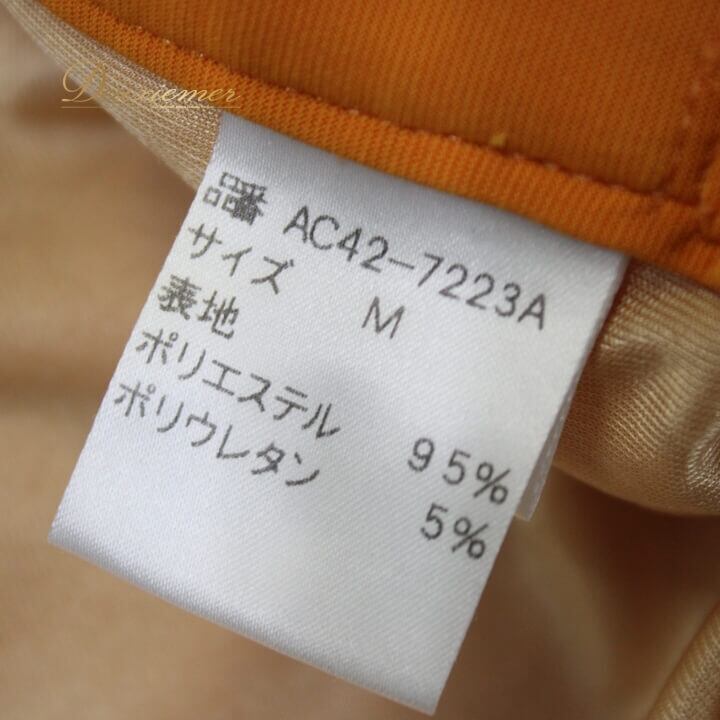 品番 AC42-7223A
サイズ M
表地
ポリエステル 95%
ポリウレタン 5%